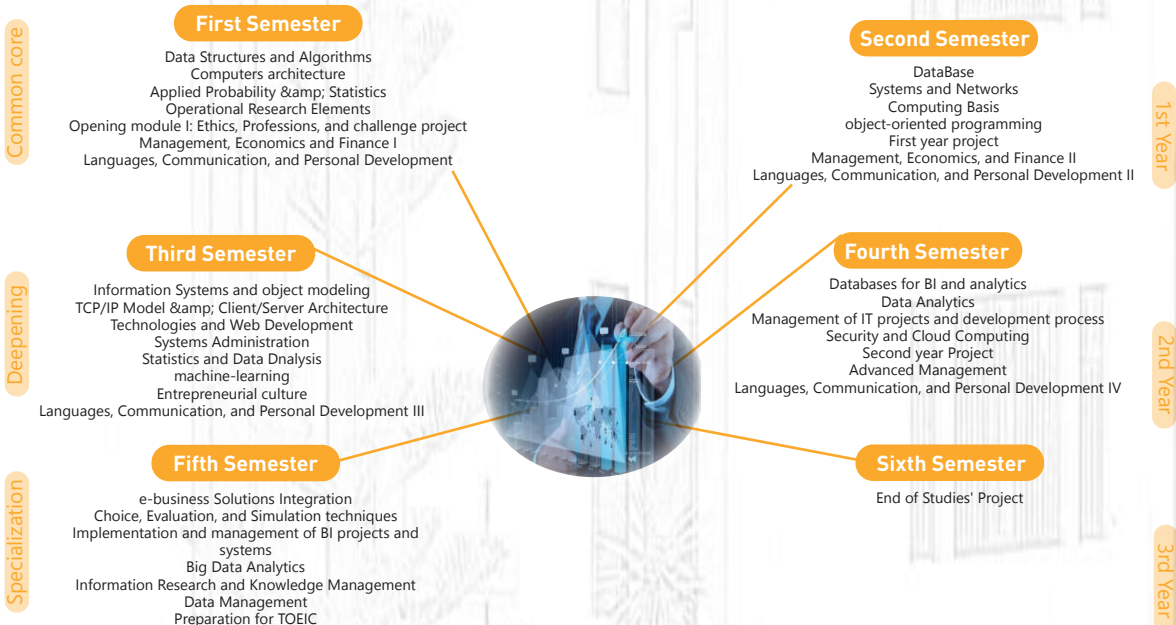 Common core
First Semester
Data Structures and Algorithms
Computers architecture
Applied Probability &amp; Statistics
Operational Research Elements
Opening module I: Ethics, Professions, and challenge project
Management, Economics and Finance I
Languages, Communication, and Personal Development
Second Semester
DataBase
Systems and Networks
Computing Basis
object-oriented programming
First year project
Management, Economics, and Finance II
Languages, Communication, and Personal Development II
1st Year
Deepening
Third Semester
Information Systems and object modeling
TCP/IP Model &amp; Client/Server Architecture
Technologies and Web Development
Systems Administration
Statistics and Data Dnalysis
machine-learning
Entrepreneurial culture
Languages, Communication, and Personal Development III
Fourth Semester
Databases for BI and analytics
Data Analytics
Management of IT projects and development process
Security and Cloud Computing
Second year Project
Advanced Management
Languages, Communication, and Personal Development IV
2nd Year
Specialization
Fifth Semester
e-business Solutions Integration
Choice, Evaluation, and Simulation techniques
Implementation and management of BI projects and
systems
Big Data Analytics
Information Research and Knowledge Management
Data Management
Preparation for TOEIC
Sixth Semester
End of Studies' Project
3rd Year